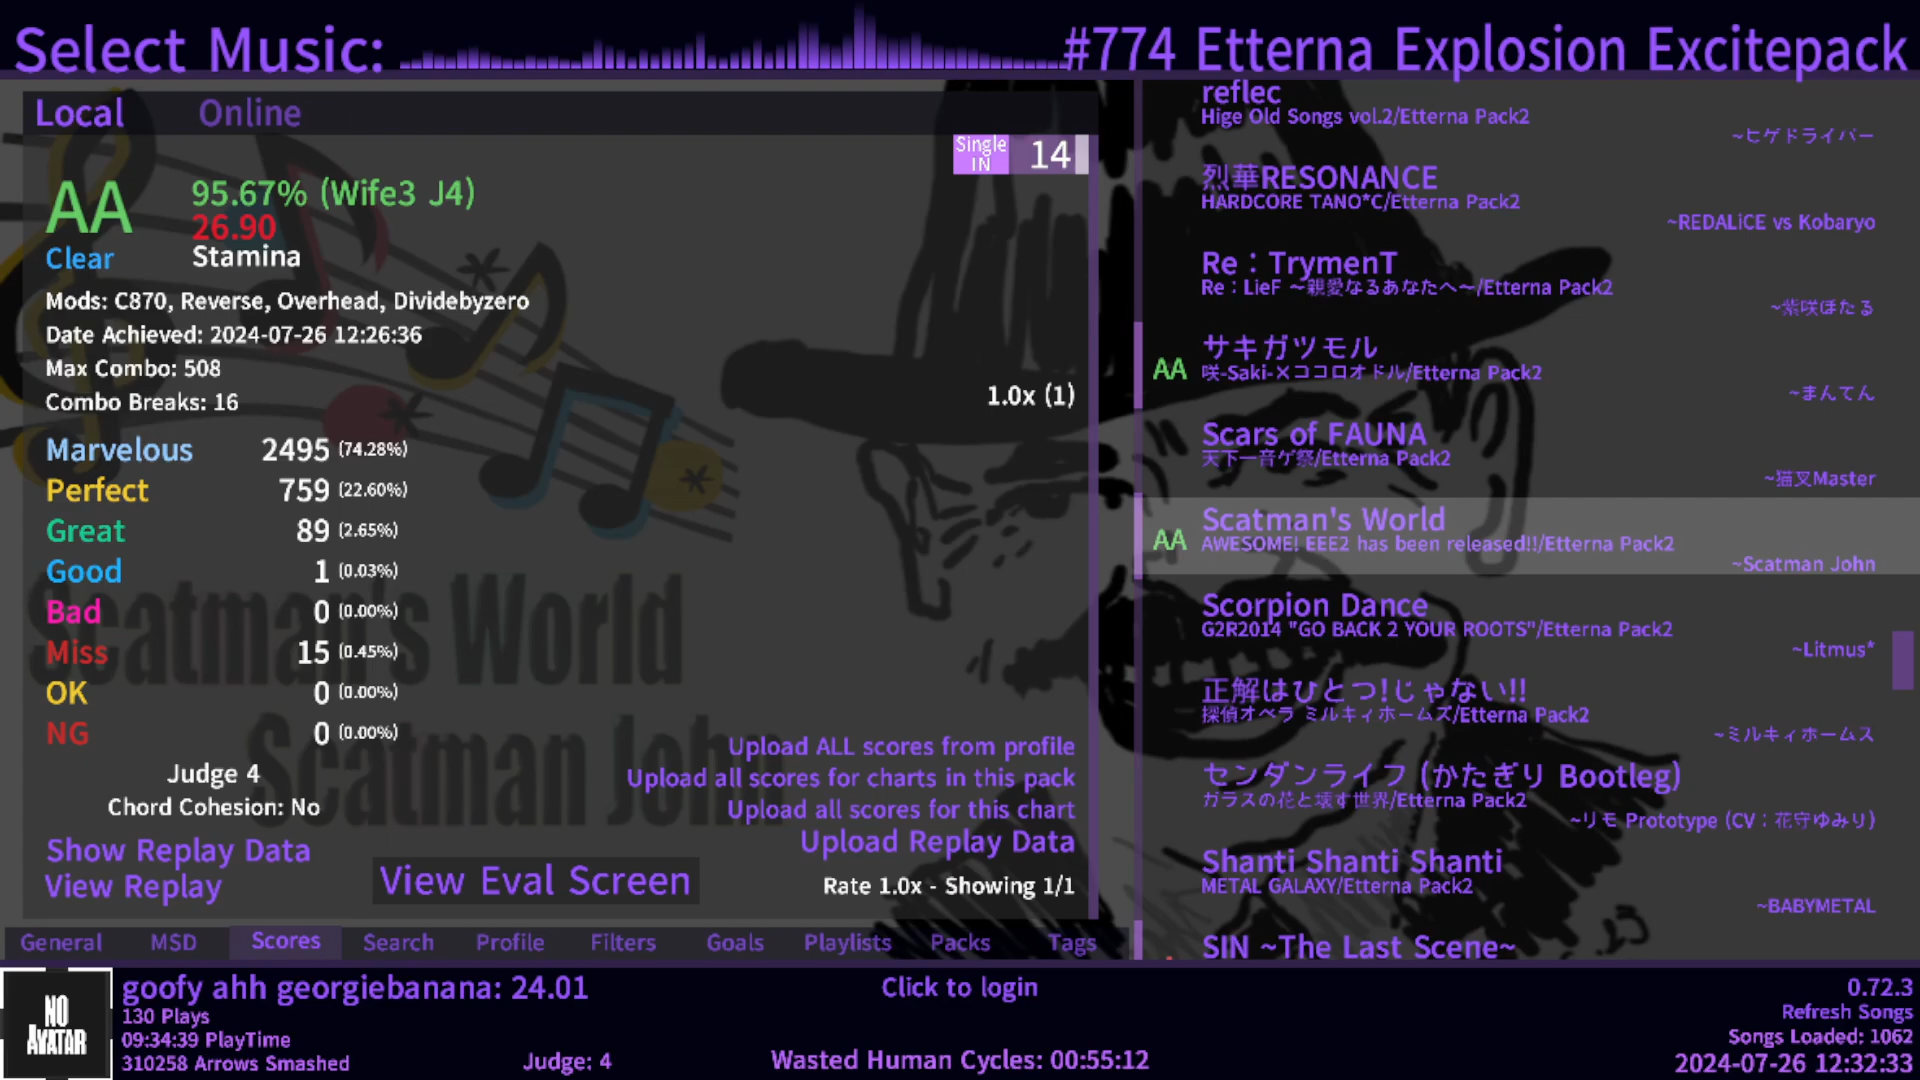 Select Music:
#774 Etterna Explosion Excitepack
Local
Online
Single
IN
14
AA
95.67% (Wife3 J4)
26.90
Clear
Stamina
Mods: C870, Reverse, Overhead, Dividebyzero
Date Achieved: 2024-07-26 12:26:36
Max Combo: 508
Combo Breaks: 16
1.0x (1)
Marvelous 2495 (74.28%)
Perfect 759 (22.60%)
Great 89 (2.65%)
Good 1 (0.03%)
Bad 0 (0.00%)
Miss 15 (0.45%)
OK 0 (0.00%)
NG 0 (0.00%)
Scatman's World
Scatman John
Judge 4
Chord Cohesion: No
Upload ALL scores from profile
Upload all scores for charts in this pack
Upload all scores for this chart
Upload Replay Data
Show Replay Data
View Replay
View Eval Screen
Rate 1.0x - Showing 1/1
General MSD Scores Search Profile Filters Goals Playlists Packs Tags
reflec
Hige Old Songs vol.2/Etterna Pack2
~ヒゲドライバー
烈華RESONANCE
HARDCORE TANO*C/Etterna Pack2
~REDALiCE vs Kobaryo
Re：TrymenT
Re：LieF ～親愛なるあなたへ～/Etterna Pack2
~紫咲ほたる
AA
サキガツモル
咲-Saki-×ココロオドル/Etterna Pack2
~まんてん
Scars of FAUNA
天下一音ゲ祭/Etterna Pack2
~猫叉Master
AA
Scatman's World
AWESOME! EEE2 has been released!!/Etterna Pack2
~Scatman John
Scorpion Dance
G2R2014 "GO BACK 2 YOUR ROOTS"/Etterna Pack2
~Litmus*
正解はひとつ!じゃない!!
探偵オペラ ミルキィホームズ/Etterna Pack2
~ミルキィホームス
センダンライフ (かたぎり Bootleg)
ガラスの花と壊す世界/Etterna Pack2
~リモ Prototype (CV：花守ゆみり)
Shanti Shanti Shanti
METAL GALAXY/Etterna Pack2
~BABYMETAL
SIN ~The Last Scene~
NO
AVATAR
goofy ahh georgiebanana: 24.01
130 Plays
09:34:39 PlayTime
310258 Arrows Smashed
Judge: 4
Click to login
Wasted Human Cycles: 00:55:12
0.72.3
Refresh Songs
Songs Loaded: 1062
2024-07-26 12:32:33